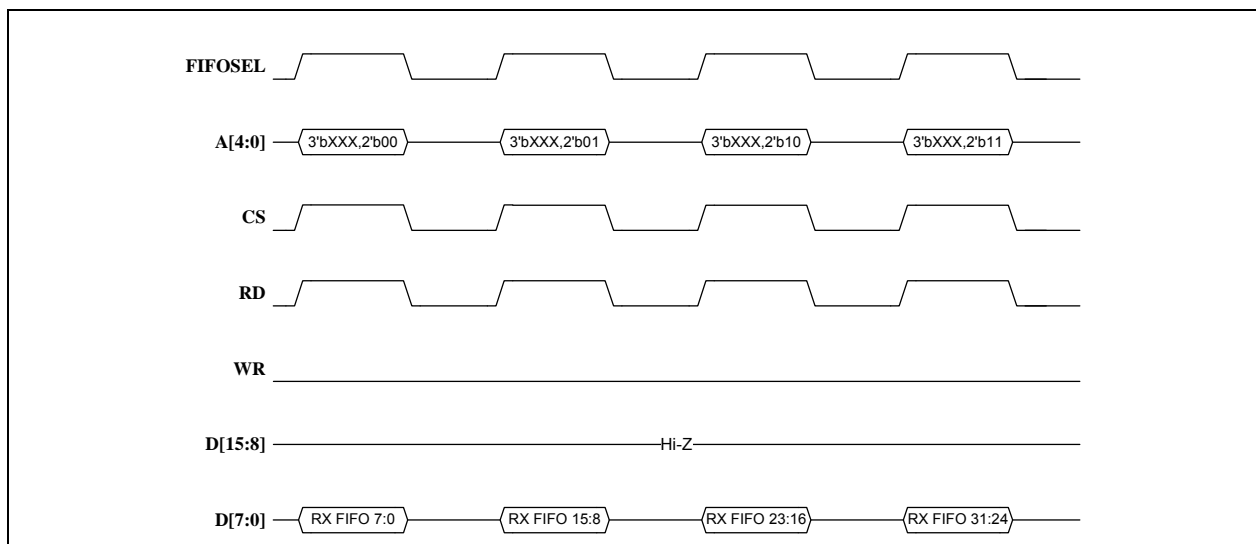 FIFOSEL
A[4:0] 3'bXXX,2'b00 3'bXXX,2'b01 3'bXXX,2'b10 3'bXXX,2'b11
CS
RD
WR
D[15:8] Hi-Z
D[7:0] RX FIFO 7:0 RX FIFO 15:8 RX FIFO 23:16 RX FIFO 31:24